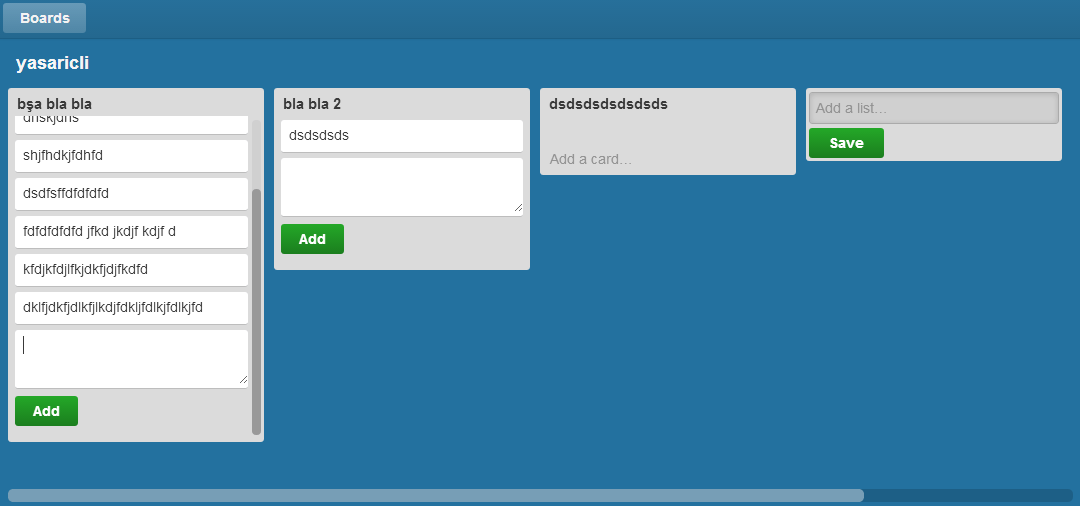 Boards
yasaricli
bşa bla bla
shjfhdkjfdhfd
dsdfsffdfdfdfd
fdfdfdfdfd jfkd jkdjf kdjf d
kfdjkfdjlfkjdkfjdjfkdfd
dklfjdkfjdlkfjlkdjfdkljfdlkjfdlkjfd
Add
bla bla 2
dsdsdsds
Add
dsdsdsdsdsdsds
Add a card...
Add a list...
Save